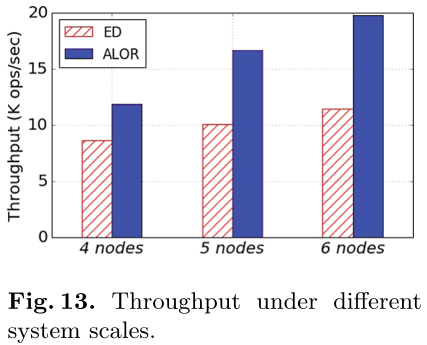 Throughput (K ops/sec)
20
15
10
5
0
ED
ALOR
4 nodes
5 nodes
6 nodes
Fig. 13. Throughput under different
system scales.